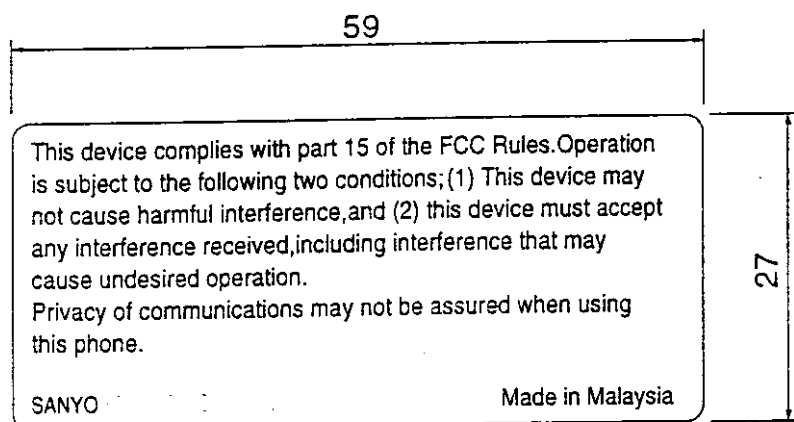 59
This device complies with part 15 of the FCC Rules.Operation
is subject to the following two conditions;(1) This device may
not cause harmful interference,and (2) this device must accept
any interference received,including interference that may
cause undesired operation.
Privacy of communications may not be assured when using
this phone.
SANYO Made in Malaysia
27